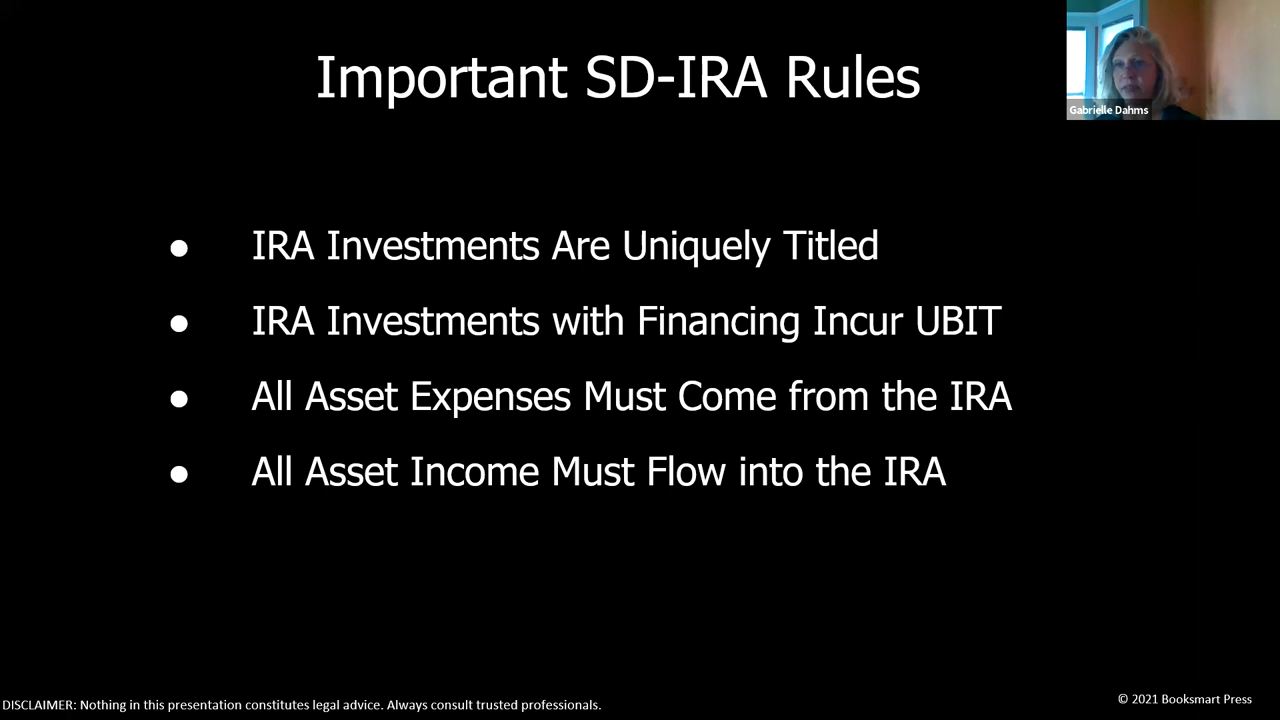 Important SD-IRA Rules
Gabrielle Dahms
● IRA Investments Are Uniquely Titled
● IRA Investments with Financing Incur UBIT
● All Asset Expenses Must Come from the IRA
● All Asset Income Must Flow into the IRA
DISCLAIMER: Nothing in this presentation constitutes legal advice. Always consult trusted professionals.
© 2021 Booksmart Press